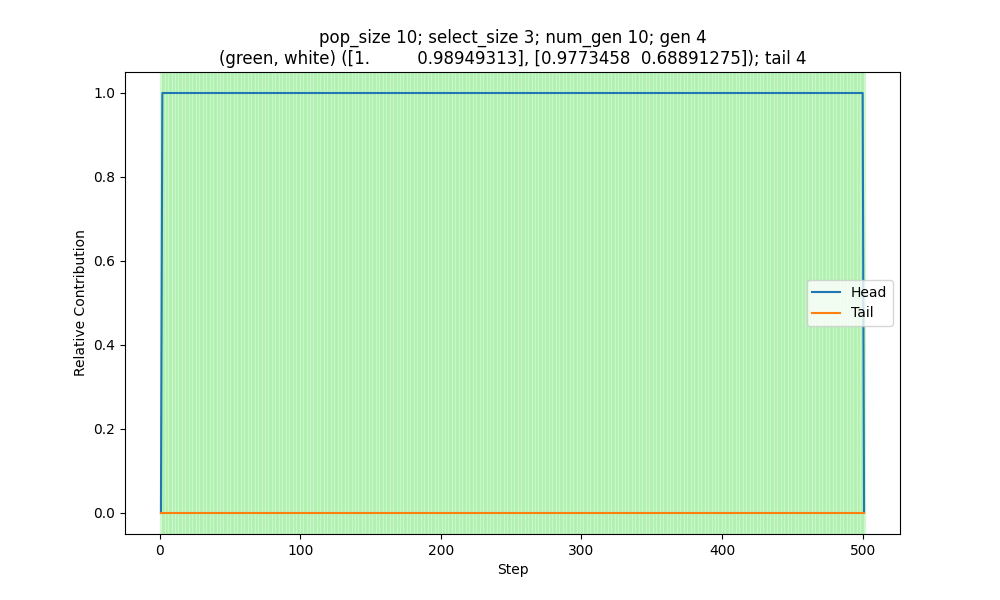 pop_size 10; select_size 3; num_gen 10; gen 4
(green, white) ([1.         0.98949313], [0.9773458  0.68891275]); tail 4
1.0
0.8
0.6
0.4
0.2
0.0
Relative Contribution
Head
Tail
0
100
200
300
400
500
Step